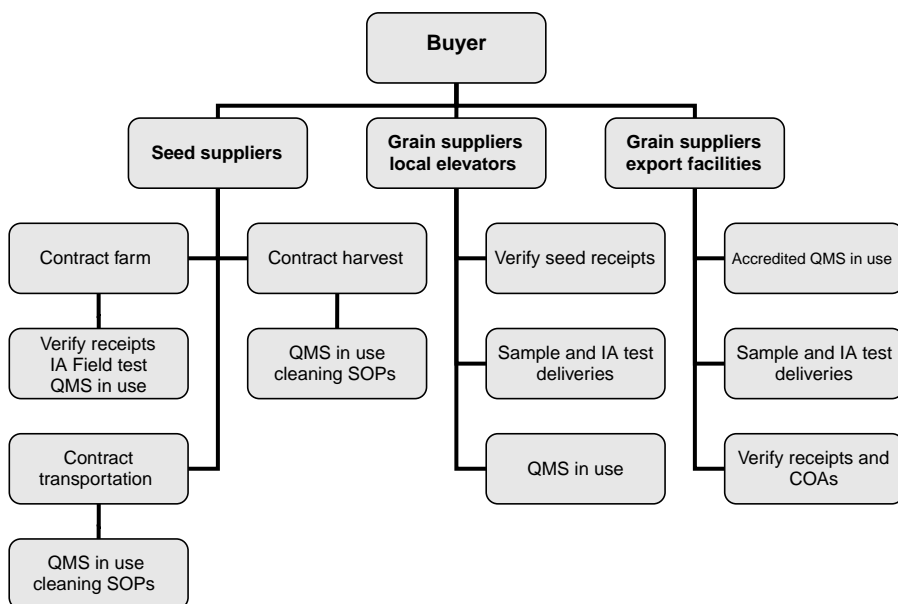 Buyer
Seed suppliers
Grain suppliers
local elevators
Grain suppliers
export facilities
Contract farm
Contract harvest
Verify seed receipts
Accredited QMS in use
Verify receipts
IA Field test
QMS in use
QMS in use
cleaning SOPs
Sample and IA test
deliveries
Sample and IA test
deliveries
Contract
transportation
QMS in use
Verify receipts and
COAs
QMS in use
cleaning SOPs